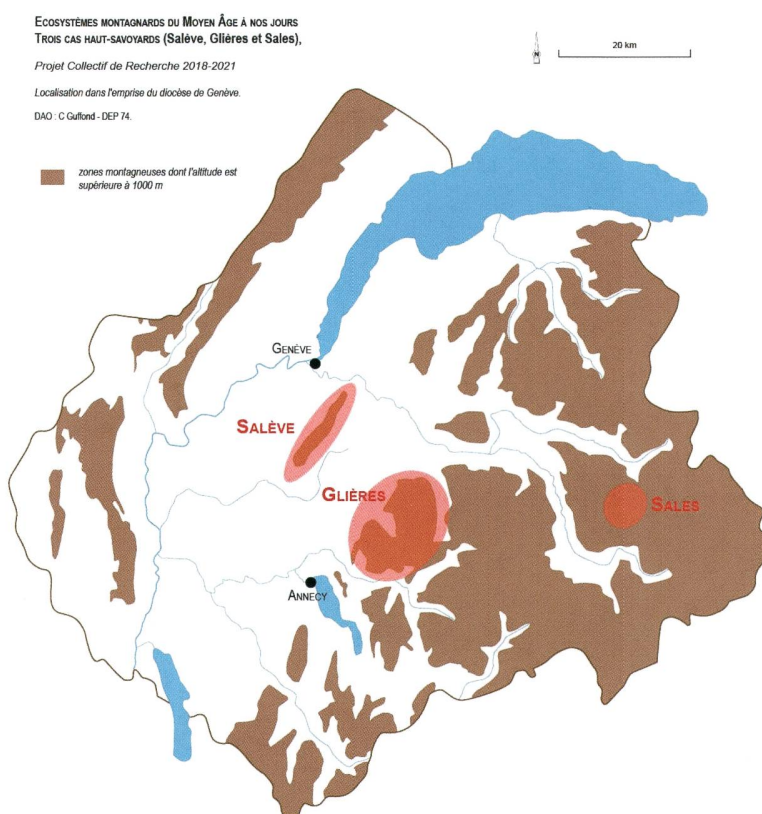 ECOSYSTÈMES MONTAGNARDS DU MOYEN ÂGE À NOS JOURS
TROIS CAS HAUT-SAVOYARDS (Salève, Glières et Sales),
Projet Collectif de Recherche 2018-2021
Localisation dans l'emprise du diocèse de Genève.
DAO : C Guffond - DEP 74.
20 km
N
zones montagneuses dont l'altitude est
supérieure à 1000 m
GENÈVE
SALÈVE
GLIÈRES
SALES
ANNECY